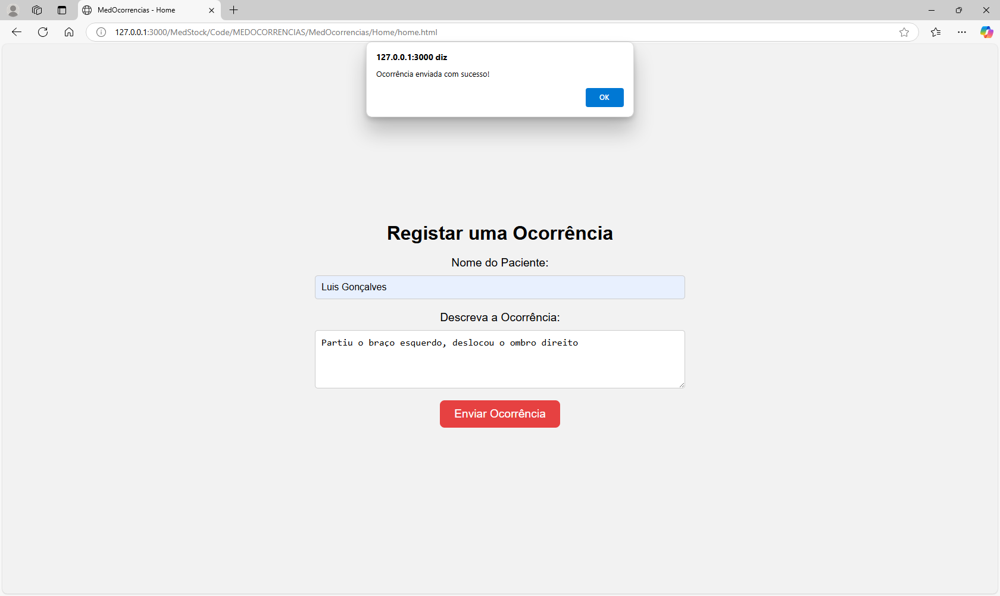 MedOcorrencias - Home
127.0.0.1:3000/MedStock/Code/MEDOCORRENCIAS/MedOcorrencias/Home/home.html
127.0.0.1:3000 diz
Ocorrência enviada com sucesso!
OK
Registar uma Ocorrência
Nome do Paciente:
Luis Gonçalves
Descreva a Ocorrência:
Partiu o braço esquerdo, deslocou o ombro direito
Enviar Ocorrência